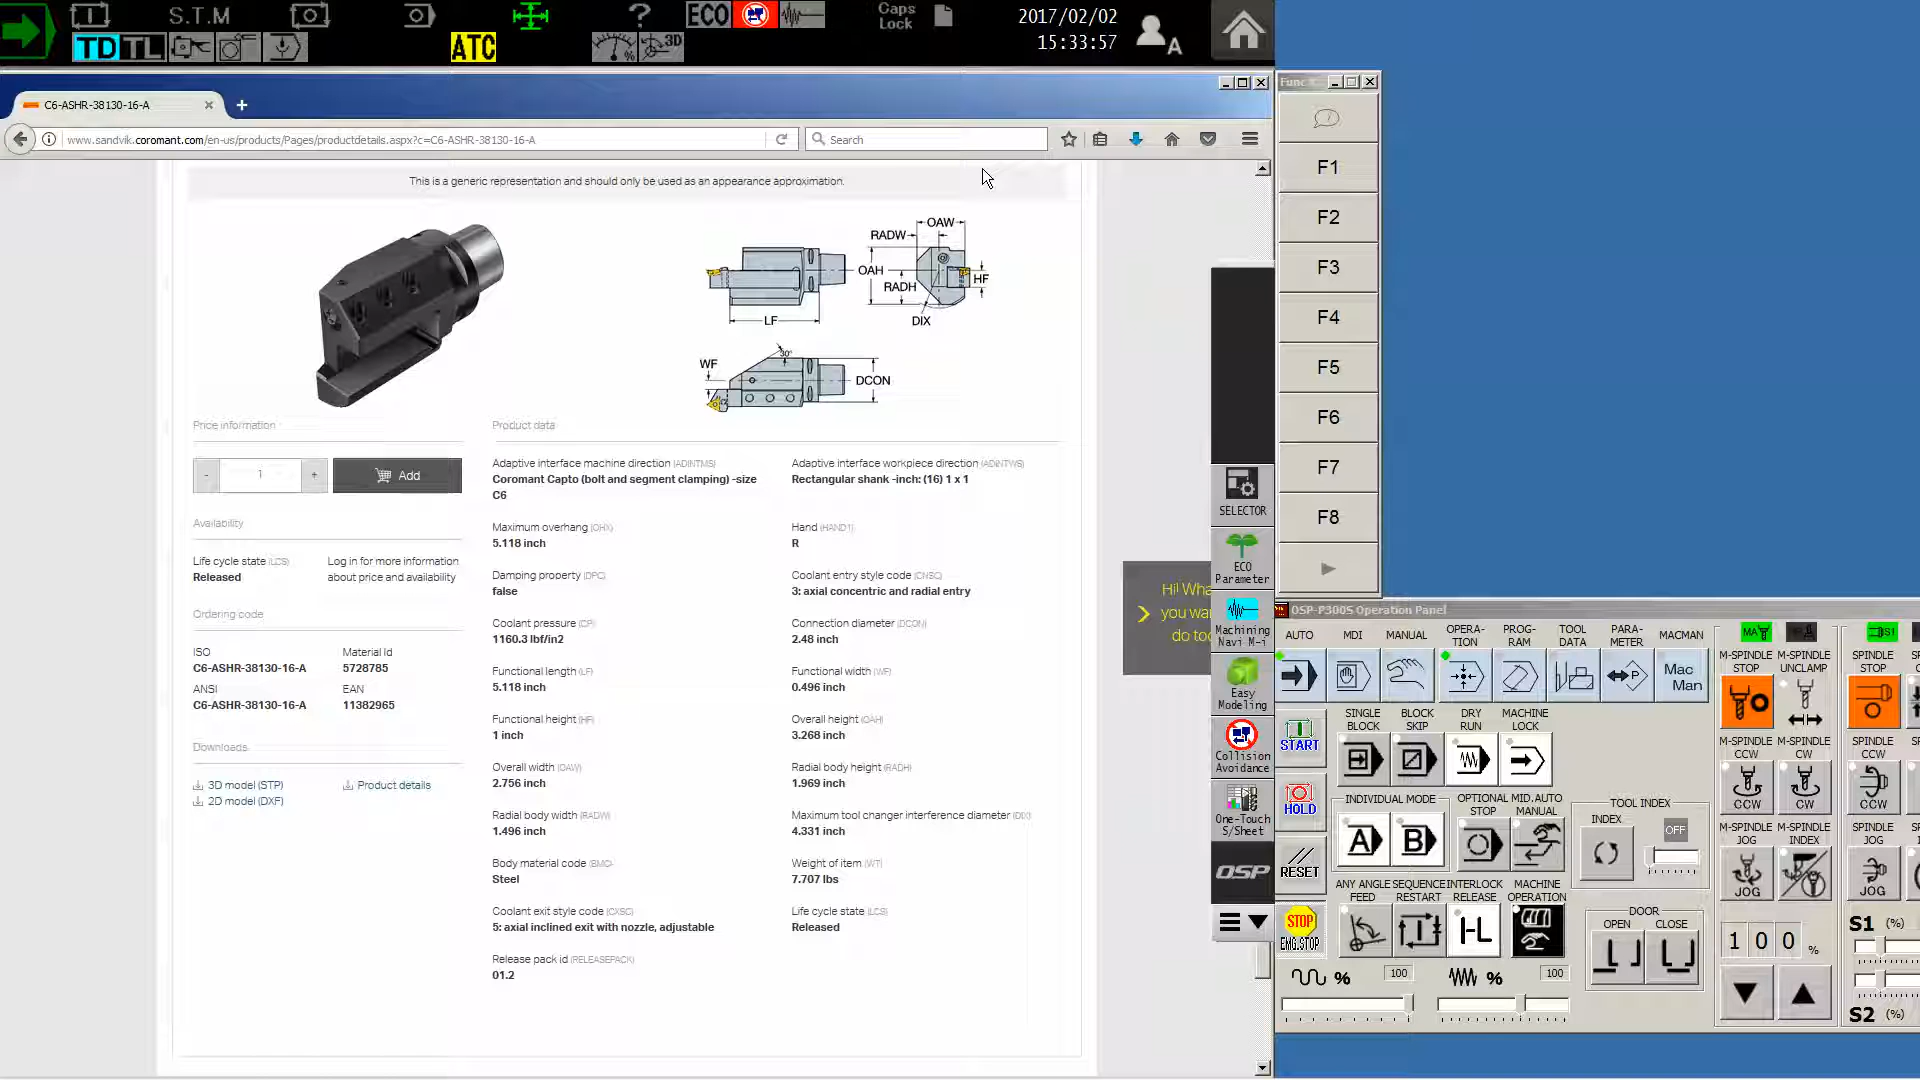 S.T.M
TD TL
ATC
?
3D
ECO
Caps
Lock
2017/02/02
15:33:57
A
C6-ASHR-38130-16-A
www.sandvik.coromant.com/en-us/products/Pages/productdetails.aspx?c=C6-ASHR-38130-16-A
Search
This is a generic representation and should only be used as an appearance approximation.
OAW
RADW
OAH
RADH
HF
LF
DIX
WF
30°
DCON
Price information
Product data
- 1 +
Add
Adaptive interface machine direction (ADINTMS)
Coromant Capto (bolt and segment clamping) -size
C6
Adaptive interface workpiece direction (ADINTWS)
Rectangular shank -inch: (16) 1 x 1
Availability
Maximum overhang (OHX)
5.118 inch
Hand (HAND1)
R
Life cycle state (LCS)
Released
Log in for more information
about price and availability
Damping property (DPC)
false
Coolant entry style code (CNSC)
3: axial concentric and radial entry
Ordering code
Coolant pressure (CP)
1160.3 lbf/in2
Connection diameter (DCON)
2.48 inch
ISO
C6-ASHR-38130-16-A
Material Id
5728785
Functional length (LF)
5.118 inch
Functional width (WF)
0.496 inch
ANSI
C6-ASHR-38130-16-A
EAN
11382965
Functional height (HF)
1 inch
Overall height (OAH)
3.268 inch
Downloads
Overall width (OAW)
2.756 inch
Radial body height (RADH)
1.969 inch
3D model (STP)
2D model (DXF)
Product details
Radial body width (RADW)
1.496 inch
Maximum tool changer interference diameter (DIX)
4.331 inch
Body material code (BMC)
Steel
Weight of item (WT)
7.707 lbs
Coolant exit style code (CXSC)
5: axial inclined exit with nozzle, adjustable
Life cycle state (LCS)
Released
Release pack id (RELEASEPACK)
01.2
Hi! Wha
you wa
do to
SELECTOR
ECO
Parameter
Machining
Navi M-i
Easy
Modeling
Collision
Avoidance
One-Touch
S/Sheet
OSP
Func
F1
F2
F3
F4
F5
F6
F7
F8
OSP-P300S Operation Panel
AUTO
MDI
MANUAL
OPERA-
TION
PROG-
RAM
TOOL
DATA
PARA-
METER
MACMAN
P
Mac
Man
START
HOLD
RESET
STOP
EMG.STOP
SINGLE
BLOCK
BLOCK
SKIP
DRY
RUN
MACHINE
LOCK
INDIVIDUAL MODE
A
B
OPTIONAL
STOP
MID.AUTO
MANUAL
ANY ANGLE
FEED
SEQUENCE
RESTART
INTERLOCK
RELEASE
MACHINE
OPERATION
% 100
% 100
TOOL INDEX
INDEX
OFF
DOOR
OPEN
CLOSE
MA
M-SPINDLE
STOP
M-SPINDLE
UNCLAMP
M-SPINDLE
CCW
CCW
M-SPINDLE
CW
CW
M-SPINDLE
JOG
JOG
M-SPINDLE
INDEX
1 0 0 %
S1
SPINDLE
STOP
SPINDLE
CCW
CCW
SPINDLE
JOG
JOG
S1 (%)
S2 (%)